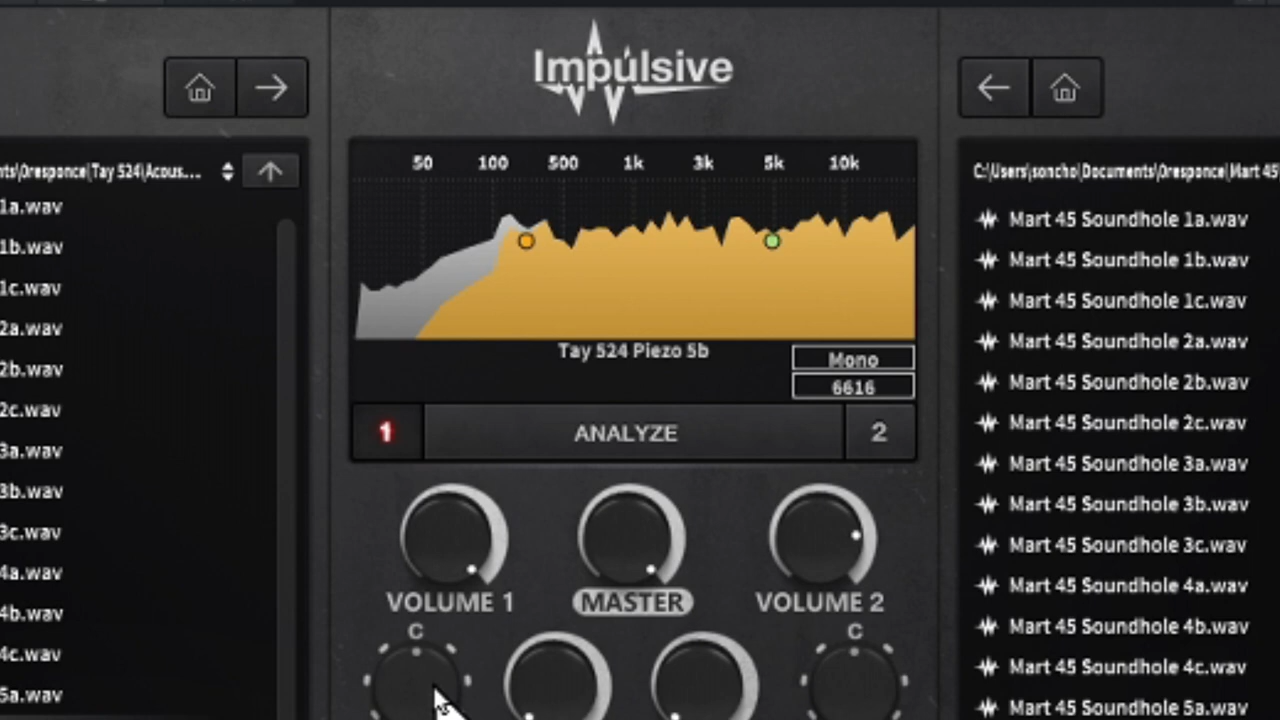 Impulsive
nts\Oresponce\Tay 524\Acous....
1a.wav
1b.wav
1c.wav
2a.wav
2b.wav
2c.wav
3a.wav
3b.wav
3c.wav
4a.wav
4b.wav
4c.wav
5a.wav
50 100 500 1k 3k 5k 10k
Tay 524 Piezo 5b
Mono
6616
1 ANALYZE 2
VOLUME 1 MASTER VOLUME 2
C C
C:\Users\soncho\Documents\Oresponce\Mart 45
Mart 45 Soundhole 1a.wav
Mart 45 Soundhole 1b.wav
Mart 45 Soundhole 1c.wav
Mart 45 Soundhole 2a.wav
Mart 45 Soundhole 2b.wav
Mart 45 Soundhole 2c.wav
Mart 45 Soundhole 3a.wav
Mart 45 Soundhole 3b.wav
Mart 45 Soundhole 3c.wav
Mart 45 Soundhole 4a.wav
Mart 45 Soundhole 4b.wav
Mart 45 Soundhole 4c.wav
Mart 45 Soundhole 5a.wav